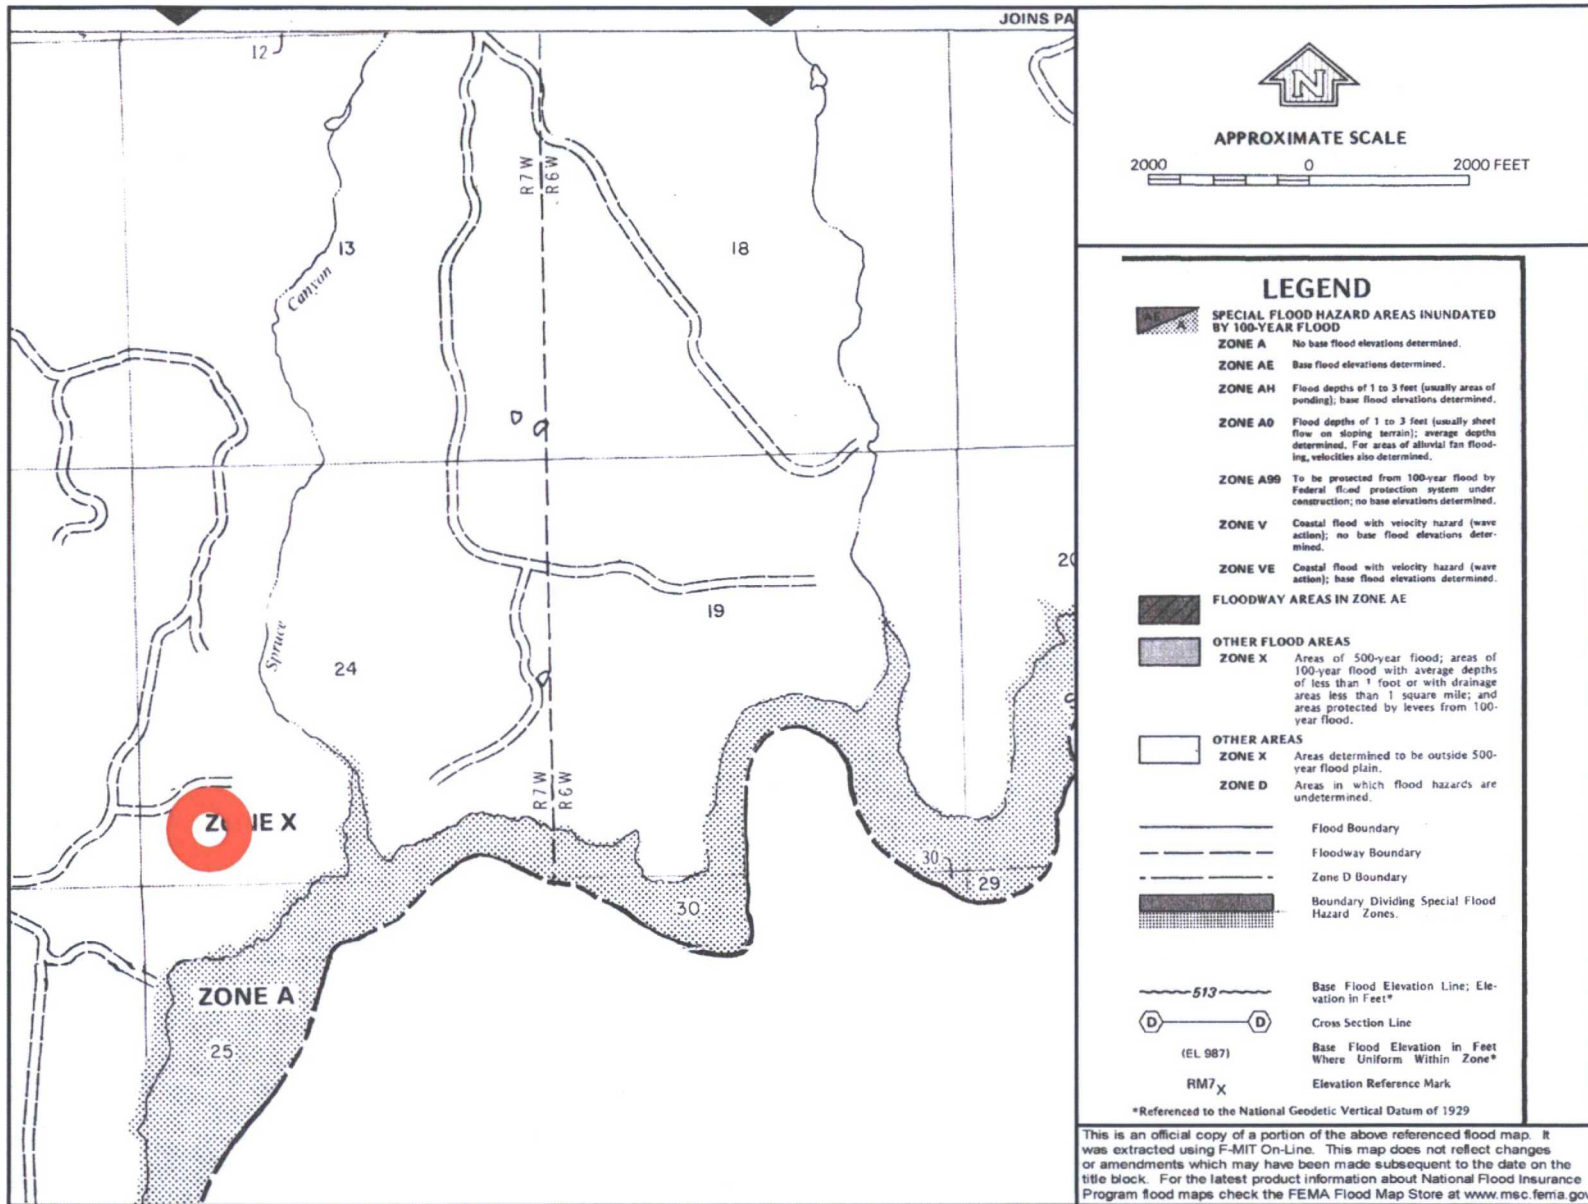 JOINS PA
12
R7W
R6W
13
18
Canyon
20
19
Spruce
24
R7W
R6W
ZONE X
30
29
30
ZONE A
25
N
APPROXIMATE SCALE
2000 0 2000 FEET
LEGEND
AE
A
SPECIAL FLOOD HAZARD AREAS INUNDATED
BY 100-YEAR FLOOD
ZONE A No base flood elevations determined.
ZONE AE Base flood elevations determined.
ZONE AH Flood depths of 1 to 3 feet (usually areas of
ponding); base flood elevations determined.
ZONE A0 Flood depths of 1 to 3 feet (usually sheet
flow on sloping terrain); average depths
determined. For areas of alluvial fan flood-
ing, velocities also determined.
ZONE A99 To be protected from 100-year flood by
Federal flood protection system under
construction; no base elevations determined.
ZONE V Coastal flood with velocity hazard (wave
action); no base flood elevations deter-
mined.
ZONE VE Coastal flood with velocity hazard (wave
action); base flood elevations determined.
FLOODWAY AREAS IN ZONE AE
OTHER FLOOD AREAS
ZONE X Areas of 500-year flood; areas of
100-year flood with average depths
of less than 1 foot or with drainage
areas less than 1 square mile; and
areas protected by levees from 100-
year flood.
OTHER AREAS
ZONE X Areas determined to be outside 500-
year flood plain.
ZONE D Areas in which flood hazards are
undetermined.
Flood Boundary
Floodway Boundary
Zone D Boundary
Boundary Dividing Special Flood
Hazard Zones.
513 Base Flood Elevation Line; Ele-
vation in Feet*
D D Cross Section Line
(EL 987) Base Flood Elevation in Feet
Where Uniform Within Zone*
RM7X Elevation Reference Mark
*Referenced to the National Geodetic Vertical Datum of 1929
This is an official copy of a portion of the above referenced flood map. It
was extracted using F-MIT On-Line. This map does not reflect changes
or amendments which may have been made subsequent to the date on the
title block. For the latest product information about National Flood Insurance
Program flood maps check the FEMA Flood Map Store at www.msc.fema.gov